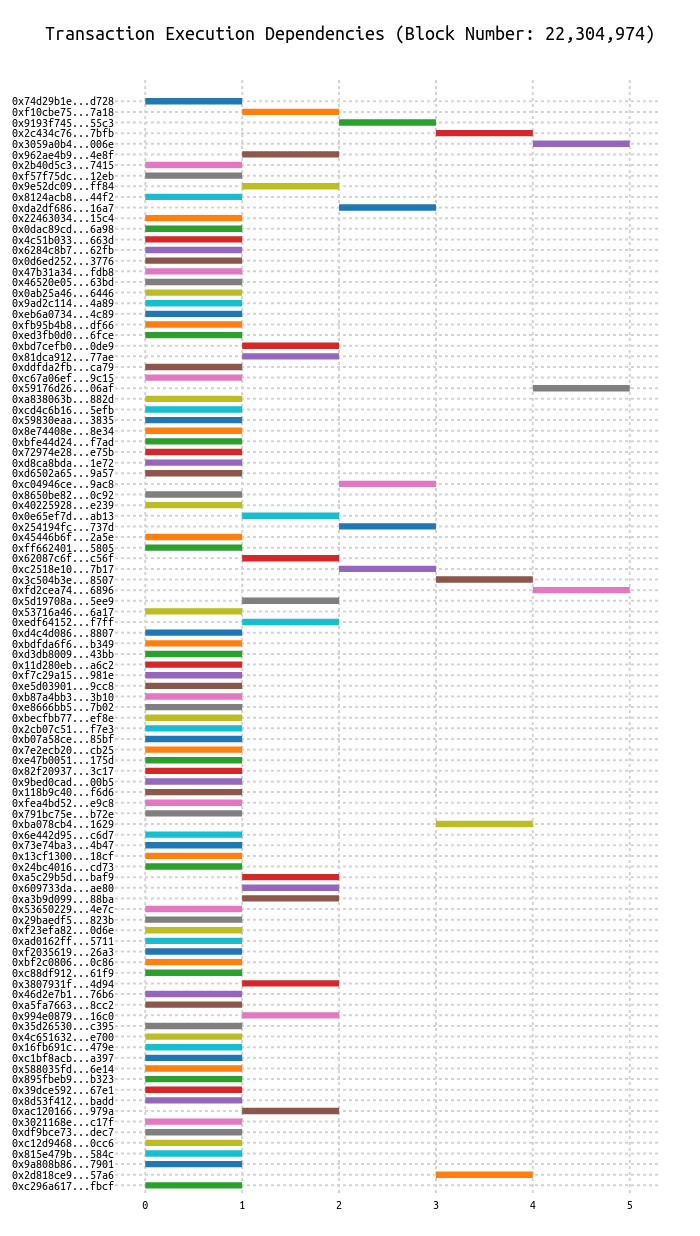 Transaction Execution Dependencies (Block Number: 22,304,974)
0x74d29b1e...d728
0xf10cbe75...7a18
0x9193f745...55c3
0x2c434c76...7bfb
0x3059a0b4...006e
0x962ae4b9...4e8f
0x2b40d5c3...7415
0xf57f75dc...12eb
0x9e52dc09...ff84
0x8124acb8...44f2
0xda2df686...16a7
0x22463034...15c4
0x0dac89cd...6a98
0x4c51b033...663d
0x6284c8b7...62fb
0x0d6ed252...3776
0x47b31a34...fdb8
0x46520e05...63bd
0x0ab25a46...6446
0x9ad2c114...4a89
0xeb6a0734...4c89
0xfb95b4b8...df66
0xed3fb0d0...6fce
0xbd7cefb0...0de9
0x81dca912...77ae
0xddfda2fb...ca79
0xc67a06ef...9c15
0x59176d26...06af
0xa838063b...882d
0xcd4c6b16...5efb
0x59830eaa...3835
0x8e74408e...8e34
0xbfe44d24...f7ad
0x72974e28...e75b
0xd8ca8bda...1e72
0xd6502a65...9a57
0xc04946ce...9ac8
0x8650be82...0c92
0x40225928...e239
0x0e65ef7d...ab13
0x254194fc...737d
0x45446b6f...2a5e
0xff662401...5805
0x62087c6f...c56f
0xc2518e10...7b17
0x3c504b3e...8507
0xfd2cea74...6896
0x5d19708a...5ee9
0x53716a46...6a17
0xedf64152...f7ff
0xd4c4d086...8807
0xbdfda6f6...b349
0xd3db8009...43bb
0x11d280eb...a6c2
0xf7c29a15...981e
0xe5d03901...9cc8
0xb87a4bb3...3b10
0xe8666bb5...7b02
0xbecfbb77...ef8e
0x2cb07c51...f7e3
0xb07a58ce...85bf
0x7e2ecb20...cb25
0xe47b0051...175d
0x82f20937...3c17
0x9bed0cad...00b5
0x118b9c40...f6d6
0xfea4bd52...e9c8
0x791bc75e...b72e
0xba078cb4...1629
0x6e442d95...c6d7
0x73e74ba3...4b47
0x13cf1300...18cf
0x24bc4016...cd73
0xa5c29b5d...baf9
0x609733da...ae80
0xa3b9d099...88ba
0x53650229...4e7c
0x29baedf5...823b
0xf23efa82...0d6e
0xad0162ff...5711
0xf2035619...26a3
0xbf2c0806...0c86
0xc88df912...61f9
0x3807931f...4d94
0x46d2e7b1...76b6
0xa5fa7663...8cc2
0x994e0879...16c0
0x35d26530...c395
0x4c651632...e700
0x16fb691c...479e
0xc1bf8acb...a397
0x588035fd...6e14
0x895fbeb9...b323
0x39dce592...67e1
0x8d53f412...badd
0xac120166...979a
0x3021168e...c17f
0xdf9bce73...dec7
0xc12d9468...0cc6
0x815e479b...584c
0x9a808b86...7901
0x2d818ce9...57a6
0xc296a617...fbcf
0 1 2 3 4 5